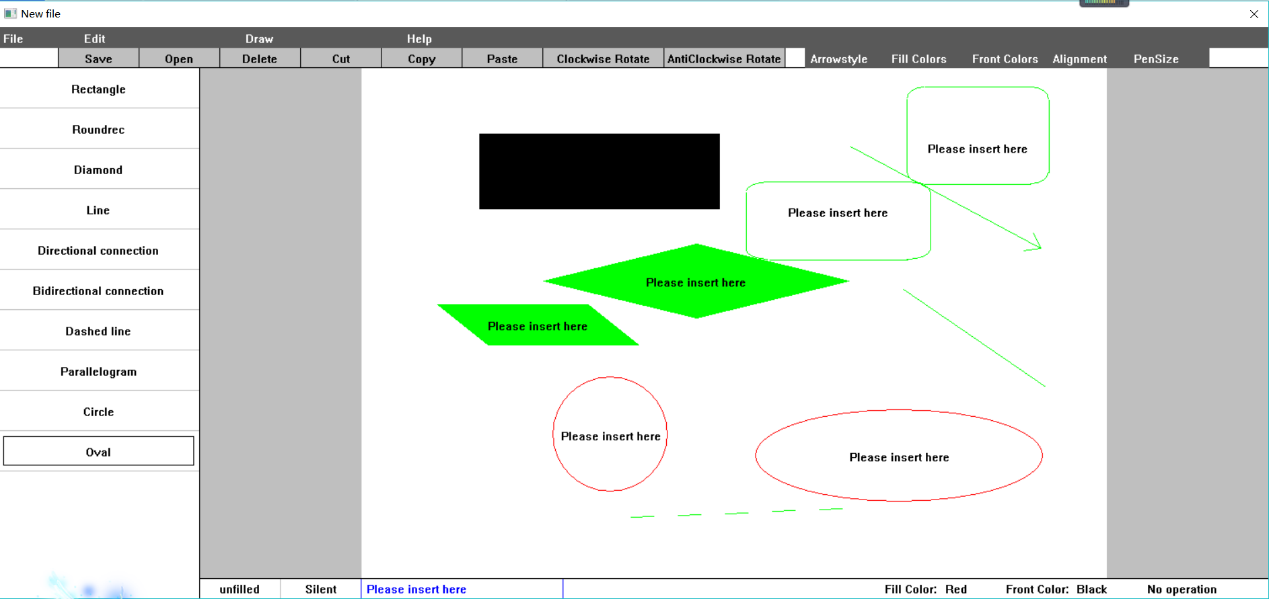 New file
File Edit Draw Help
Save Open Delete Cut Copy Paste Clockwise Rotate AntiClockwise Rotate Arrowstyle Fill Colors Front Colors Alignment PenSize
Rectangle
Roundrec
Diamond
Line
Directional connection
Bidirectional connection
Dashed line
Parallelogram
Circle
Oval
Please insert here
Please insert here
Please insert here
Please insert here
Please insert here
Please insert here
unfilled Silent Please insert here Fill Color: Red Front Color: Black No operation